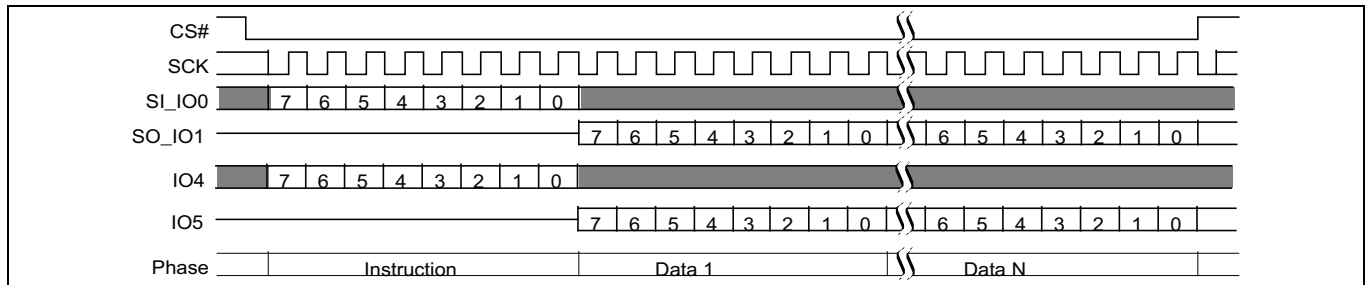 CS#
SCK
SI_IO0 7 6 5 4 3 2 1 0
SO_IO1 7 6 5 4 3 2 1 0 6 5 4 3 2 1 0
IO4 7 6 5 4 3 2 1 0
IO5 7 6 5 4 3 2 1 0 6 5 4 3 2 1 0
Phase Instruction Data 1 Data N